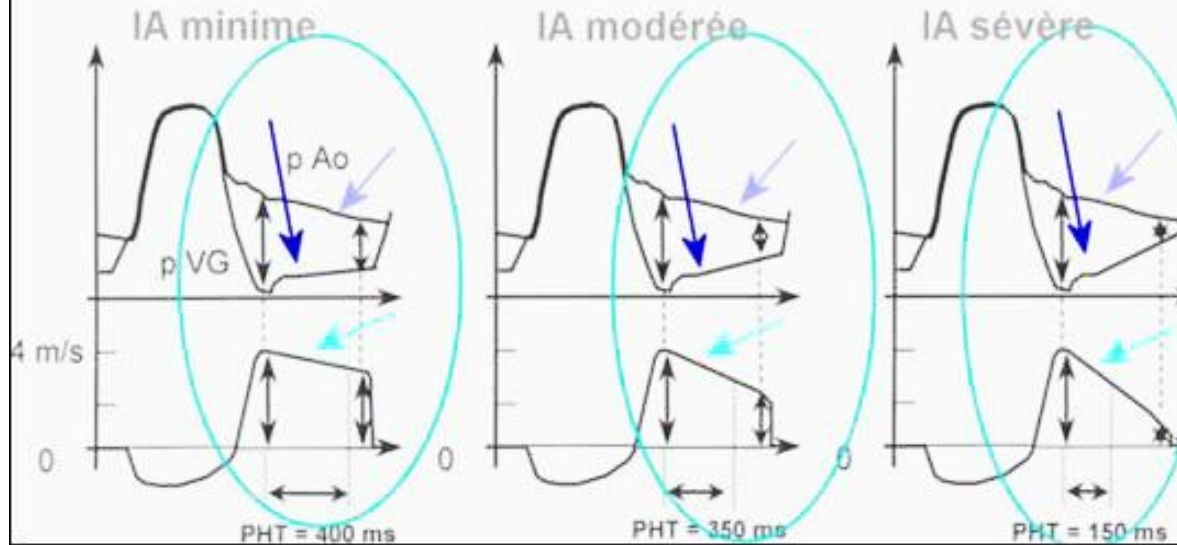 IA minime
IA modérée
IA sévère
p Ao
p VG
4 m/s
0
0
0
PHT = 400 ms
PHT = 350 ms
PHT = 150 ms